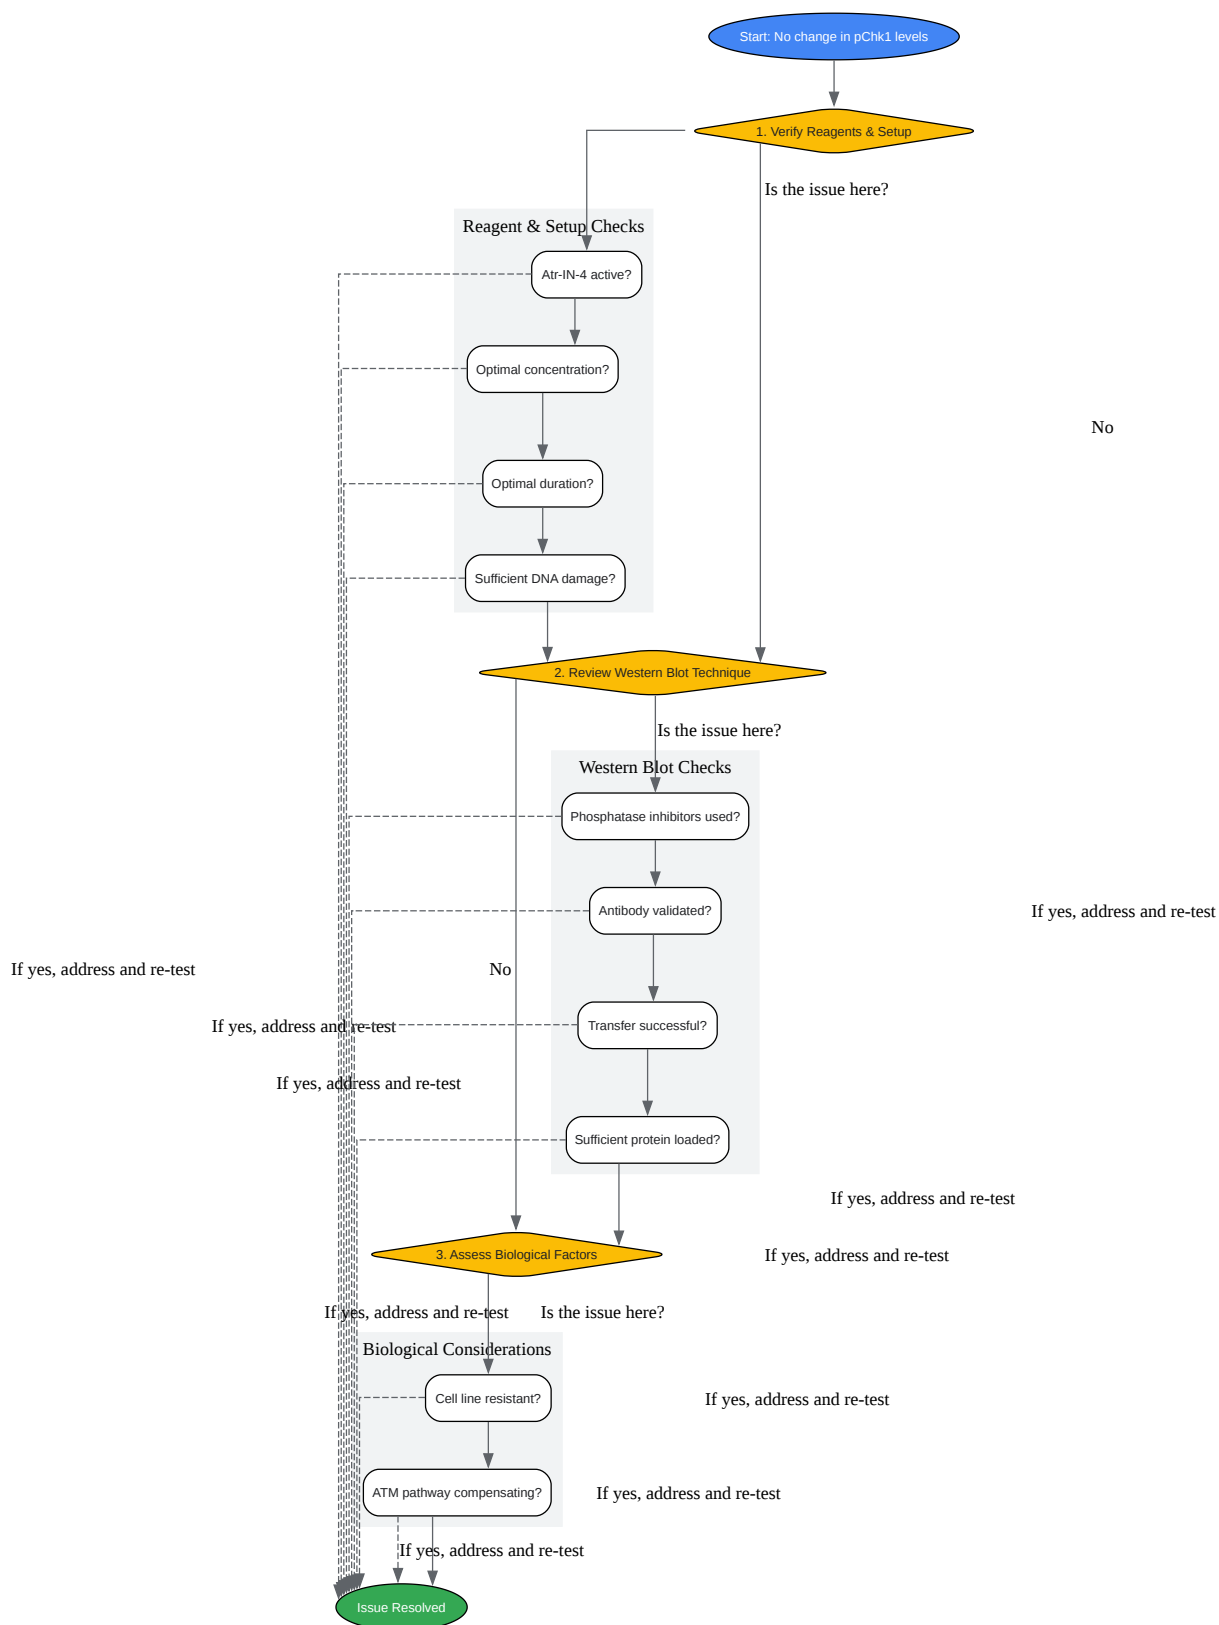 Start: No change in pChk1 levels
1. Verify Reagents & Setup
Is the issue here?
Reagent & Setup Checks
Atr-IN-4 active?
Optimal concentration?
No
Optimal duration?
Sufficient DNA damage?
2. Review Western Blot Technique
Is the issue here?
Western Blot Checks
Phosphatase inhibitors used?
Antibody validated?
If yes, address and re-test
If yes, address and re-test
No
Transfer successful?
If yes, address and re-test
If yes, address and re-test
Sufficient protein loaded?
If yes, address and re-test
3. Assess Biological Factors
If yes, address and re-test
If yes, address and re-test
Is the issue here?
Biological Considerations
Cell line resistant?
If yes, address and re-test
ATM pathway compensating?
If yes, address and re-test
If yes, address and re-test
Issue Resolved